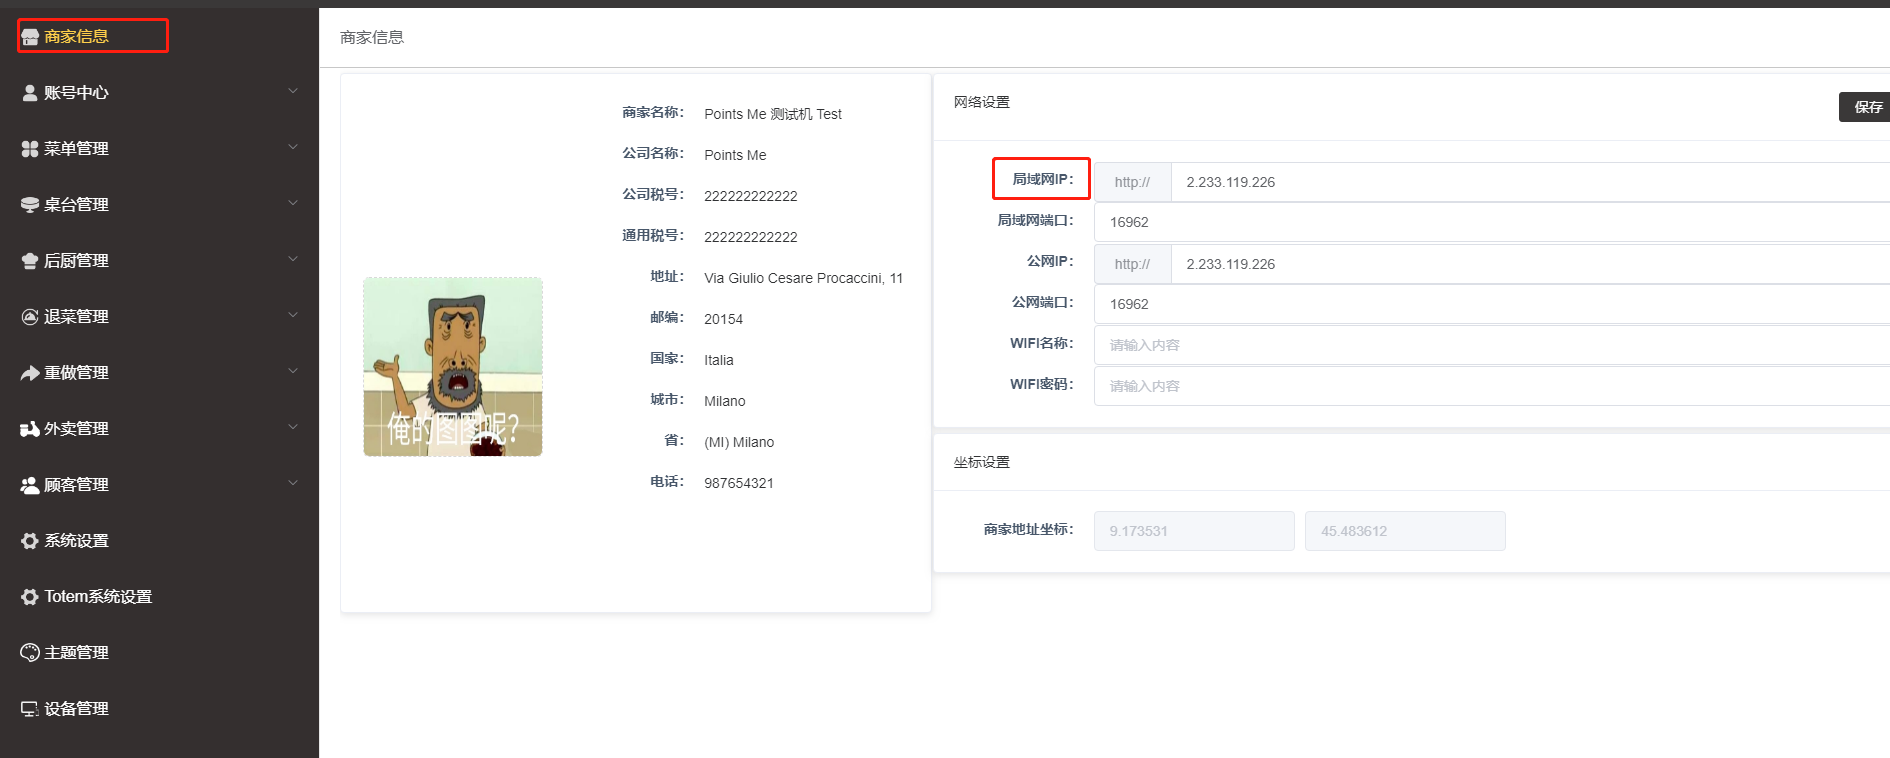 商家信息
账号中心
菜单管理
桌台管理
后厨管理
退菜管理
重做管理
外卖管理
顾客管理
系统设置
Totem系统设置
主题管理
设备管理
商家信息
俺的图图呢?
商家名称： Points Me 测试机 Test
公司名称： Points Me
公司税号： 222222222222
通用税号： 222222222222
地址： Via Giulio Cesare Procaccini, 11
邮编： 20154
国家： Italia
城市： Milano
省： (MI) Milano
电话： 987654321
网络设置
保存
局域网IP： http:// 2.233.119.226
局域网端口： 16962
公网IP： http:// 2.233.119.226
公网端口： 16962
WIFI名称： 请输入内容
WIFI密码： 请输入内容
坐标设置
商家地址坐标： 9.173531 45.483612